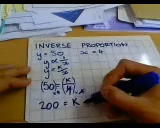 INVERSE PROPORTION
y = 50 x = 4
y ∝ 1/x
y = K/x
(50) = (K/4)
200 = K